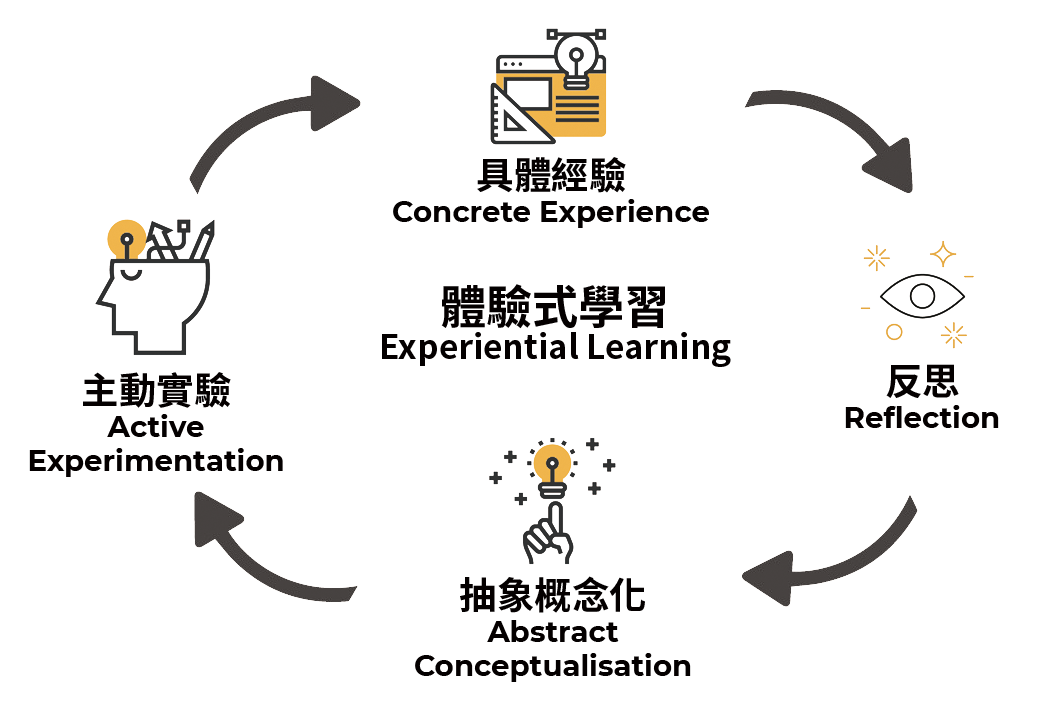 具體經驗
Concrete Experience
體驗式學習
Experiential Learning
反思
Reflection
抽象概念化
Abstract
Conceptualisation
主動實驗
Active
Experimentation